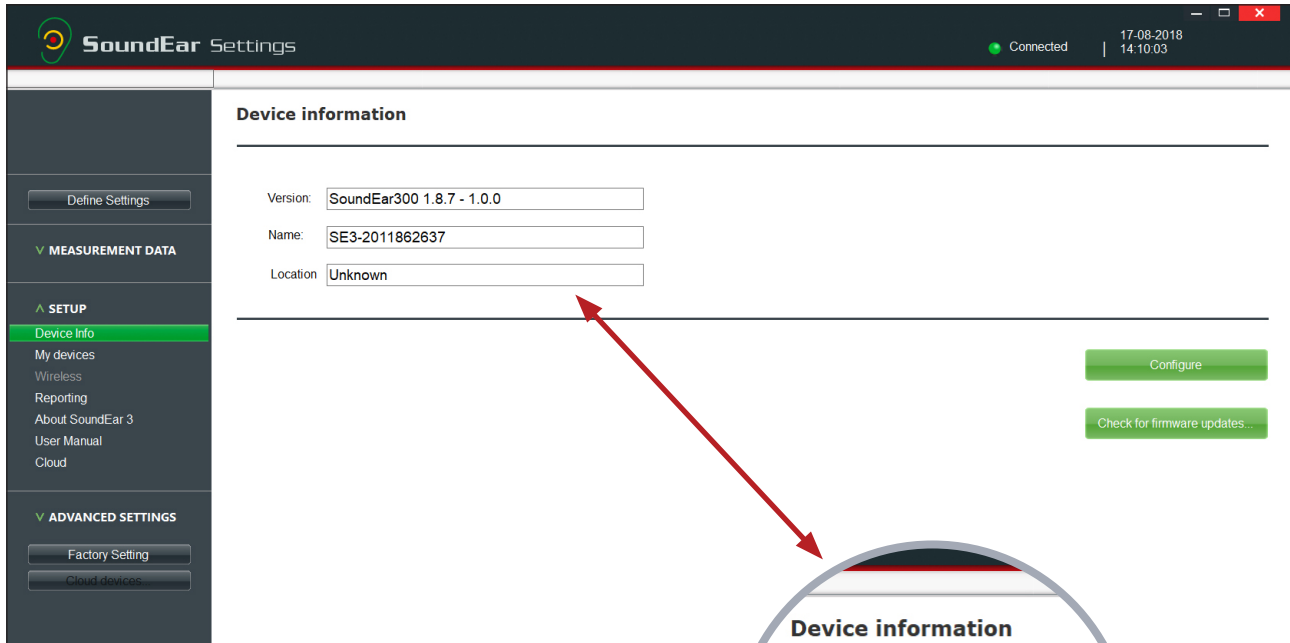 SoundEar Settings
Connected | 17-08-2018
14:10:03
Device information
Define Settings
Version: SoundEar300 1.8.7 - 1.0.0
Name: SE3-2011862637
Location Unknown
V MEASUREMENT DATA
Λ SETUP
Device Info
My devices
Wireless
Reporting
About SoundEar 3
User Manual
Cloud
V ADVANCED SETTINGS
Factory Setting
Cloud devices...
Configure
Check for firmware updates...
Device information